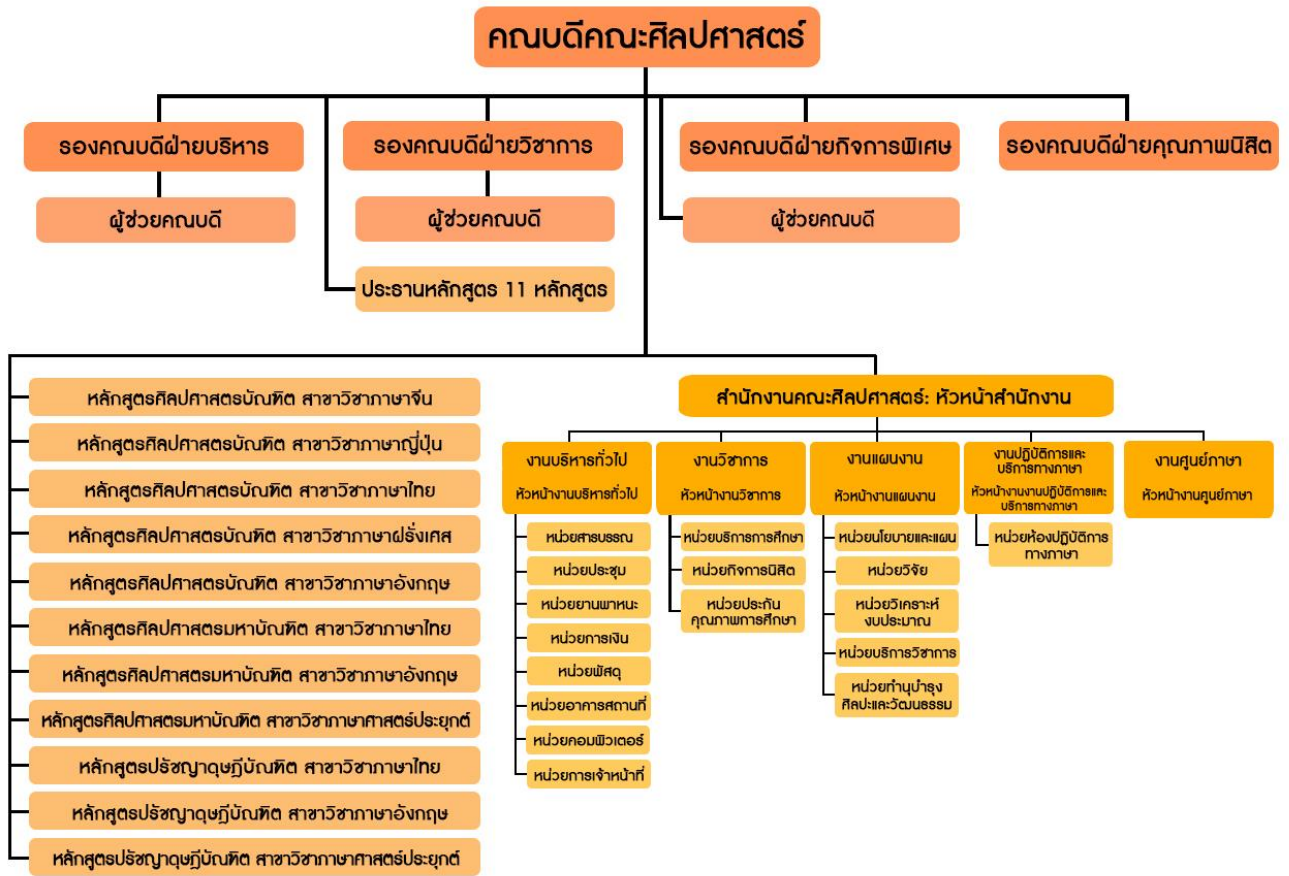 คณบดีคณะศิลปศาสตร์
รองคณบดีฝ่ายบริหาร
รองคณบดีฝ่ายวิชาการ
รองคณบดีฝ่ายกิจการพิเศษ
รองคณบดีฝ่ายคุณภาพนิสิต
ผู้ช่วยคณบดี
ผู้ช่วยคณบดี
ผู้ช่วยคณบดี
ประธานหลักสูตร 11 หลักสูตร
หลักสูตรศิลปศาสตรบัณฑิต สาขาวิชาภาษาจีน
หลักสูตรศิลปศาสตรบัณฑิต สาขาวิชาภาษาญี่ปุ่น
หลักสูตรศิลปศาสตรบัณฑิต สาขาวิชาภาษาไทย
หลักสูตรศิลปศาสตรบัณฑิต สาขาวิชาภาษาฝรั่งเศส
หลักสูตรศิลปศาสตรบัณฑิต สาขาวิชาภาษาอังกฤษ
หลักสูตรศิลปศาสตรมหาบัณฑิต สาขาวิชาภาษาไทย
หลักสูตรศิลปศาสตรมหาบัณฑิต สาขาวิชาภาษาอังกฤษ
หลักสูตรศิลปศาสตรมหาบัณฑิต สาขาวิชาภาษาศาสตร์ประยุกต์
หลักสูตรปรัชญาดุษฎีบัณฑิต สาขาวิชาภาษาไทย
หลักสูตรปรัชญาดุษฎีบัณฑิต สาขาวิชาภาษาอังกฤษ
หลักสูตรปรัชญาดุษฎีบัณฑิต สาขาวิชาภาษาศาสตร์ประยุกต์
สำนักงานคณะศิลปศาสตร์: หัวหน้าสำนักงาน
งานบริหารทั่วไป
หัวหน้างานบริหารทั่วไป
หน่วยสารบรรณ
หน่วยประชุม
หน่วยยานพาหนะ
หน่วยการเงิน
หน่วยพัสดุ
หน่วยอาคารสถานที่
หน่วยคอมพิวเตอร์
หน่วยการเจ้าหน้าที่
งานวิชาการ
หัวหน้างานวิชาการ
หน่วยบริการการศึกษา
หน่วยกิจการนิสิต
หน่วยประกัน
คุณภาพการศึกษา
งานแผนงาน
หัวหน้างานแผนงาน
หน่วยนโยบายและแผน
หน่วยวิจัย
หน่วยวิเคราะห์
งบประมาณ
หน่วยบริการวิชาการ
หน่วยทำนุบำรุง
ศิลปะและวัฒนธรรม
งานปฏิบัติการและ
บริการทางภาษา
หัวหน้างานงานปฏิบัติการและ
บริการทางภาษา
หน่วยห้องปฏิบัติการ
ทางภาษา
งานศูนย์ภาษา
หัวหน้างานศูนย์ภาษา